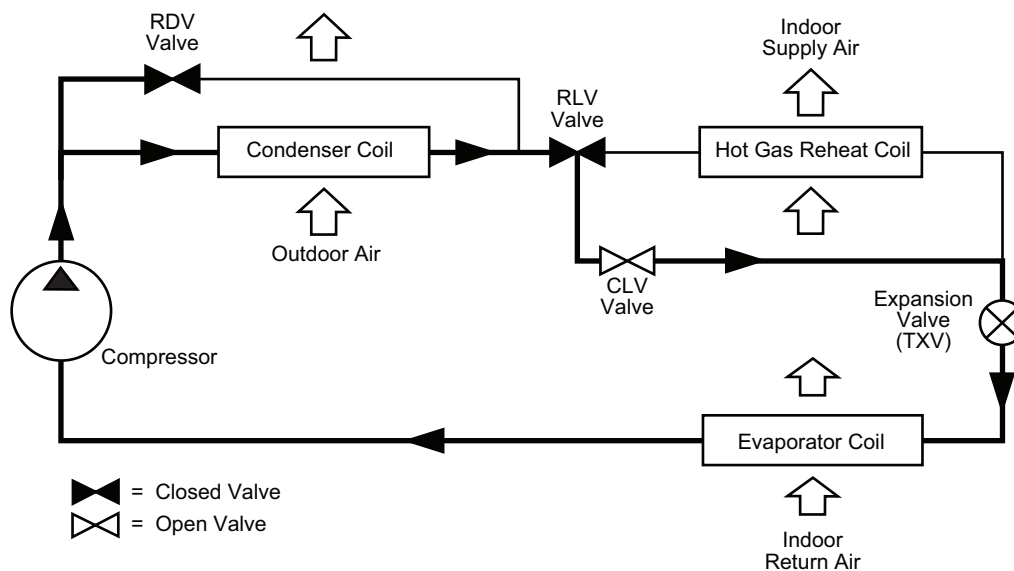 RDV
Valve
Indoor
Supply Air
RLV
Valve
Condenser Coil
Hot Gas Reheat Coil
Outdoor Air
CLV
Valve
Expansion
Valve
(TXV)
Compressor
Evaporator Coil
= Closed Valve
= Open Valve
Indoor
Return Air